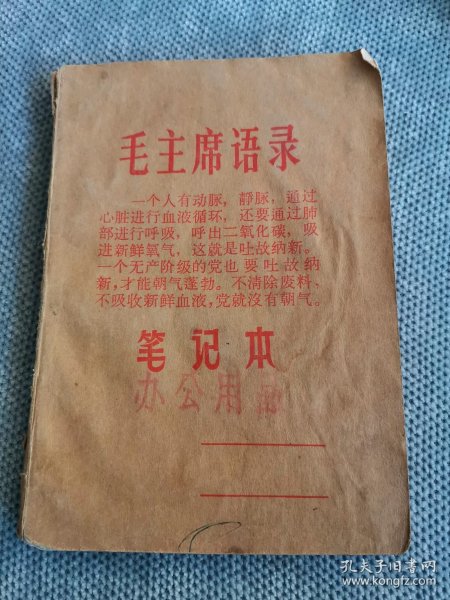 毛主席语录
一个人有动脉，静脉，通过
心脏进行血液循环，还要通过肺
部进行呼吸，呼出二氧化碳，吸
进新鲜氧气，这就是吐故纳新。
一个无产阶级的党也要吐故纳
新，才能朝气蓬勃。不清除废料，
不吸收新鲜血液，党就沒有朝气。
笔记本
办公用
孔夫子旧书网
www.kongfz.com